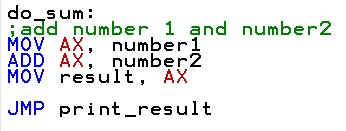 do_sum:
;add number 1 and number2
MOV AX, number1
ADD AX, number2
MOV result, AX
JMP print_result